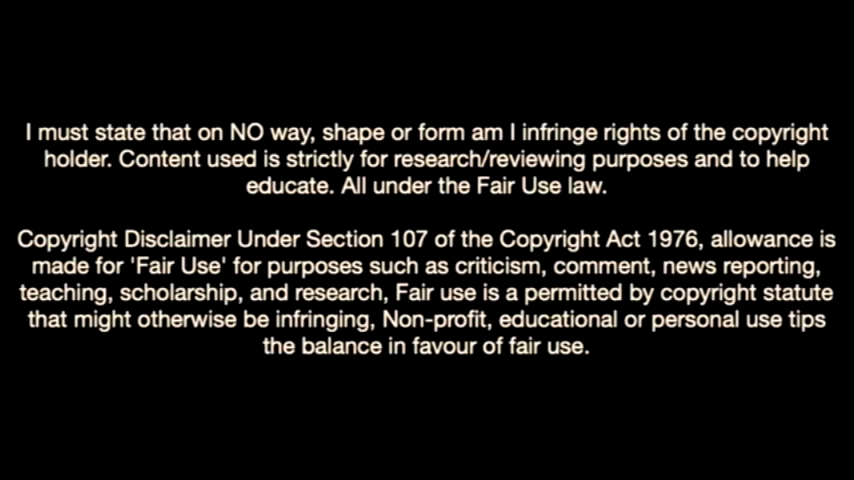 I must state that on NO way, shape or form am I infringe rights of the copyright
holder. Content used is strictly for research/reviewing purposes and to help
educate. All under the Fair Use law.
Copyright Disclaimer Under Section 107 of the Copyright Act 1976, allowance is
made for 'Fair Use' for purposes such as criticism, comment, news reporting,
teaching, scholarship, and research, Fair use is a permitted by copyright statute
that might otherwise be infringing, Non-profit, educational or personal use tips
the balance in favour of fair use.